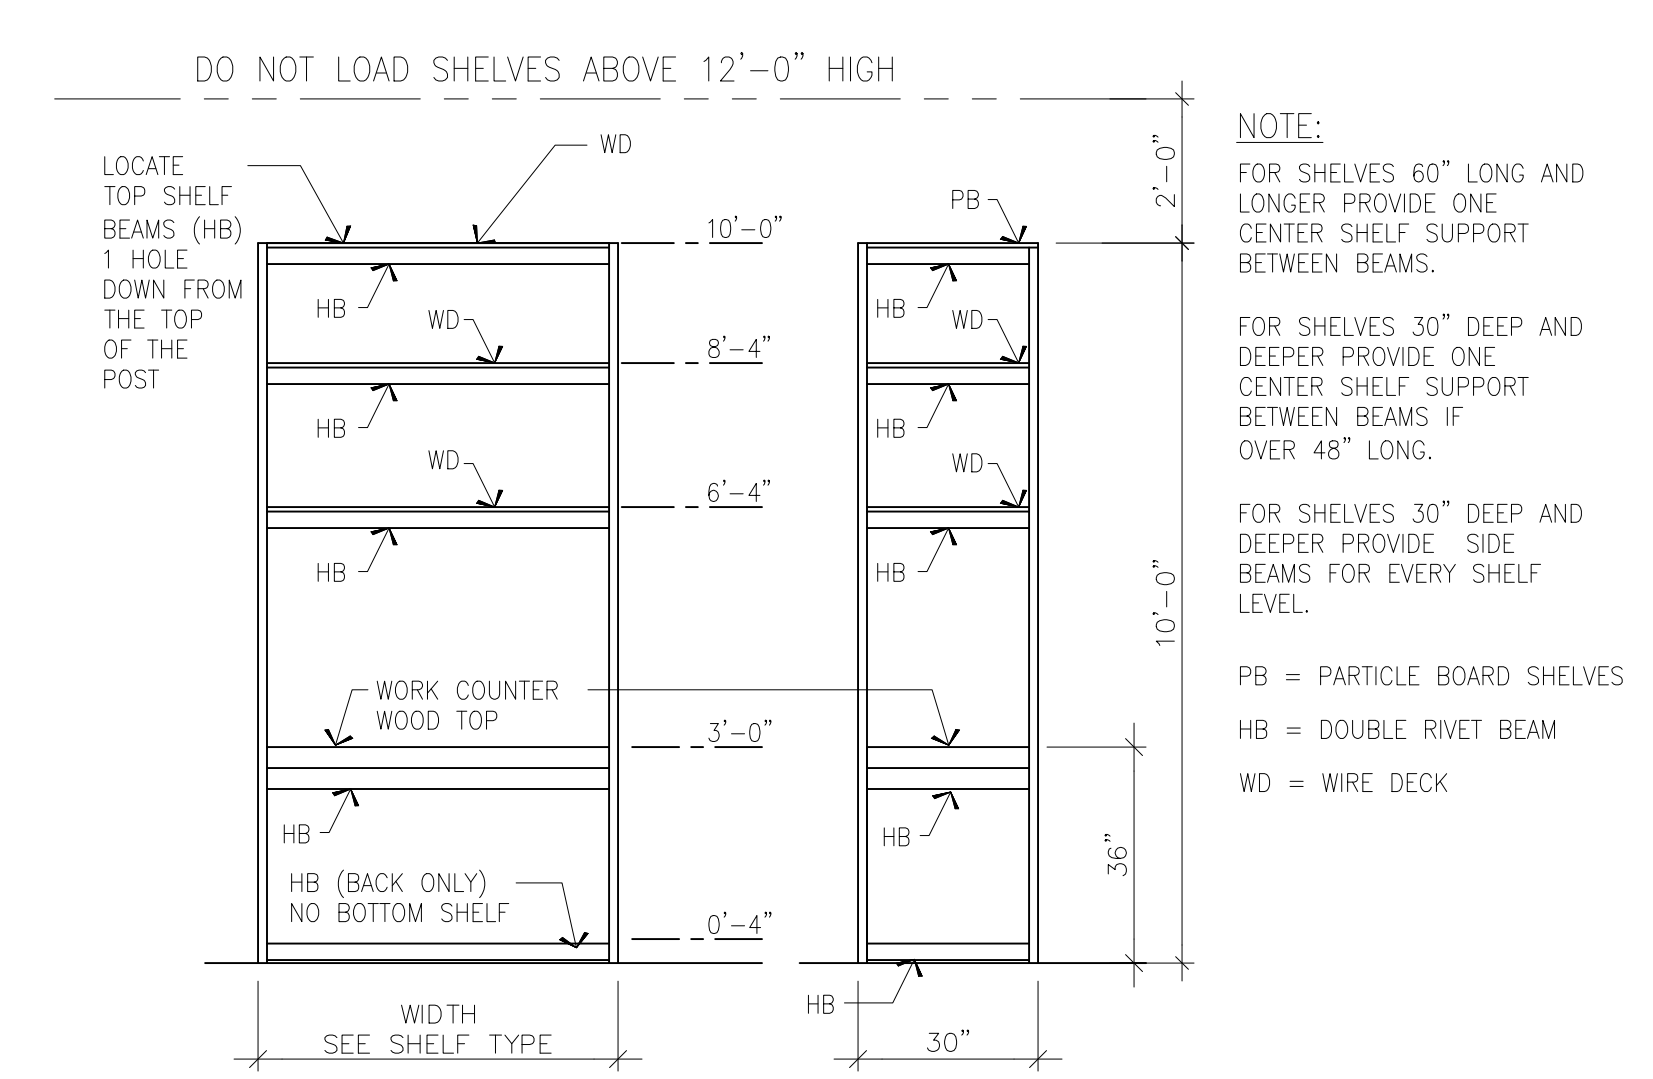 DO NOT LOAD SHELVES ABOVE 12'-0" HIGH
LOCATE
TOP SHELF
BEAMS (HB)
1 HOLE
DOWN FROM
THE TOP
OF THE
POST
WD
10'-0"
HB
WD
8'-4"
HB
WD
6'-4"
HB
WORK COUNTER
WOOD TOP
3'-0"
HB
HB (BACK ONLY)
NO BOTTOM SHELF
0'-4"
WIDTH
SEE SHELF TYPE
PB
HB
WD
HB
WD
HB
HB
HB
30"
2'-0"
10'-0"
36"
NOTE:
FOR SHELVES 60" LONG AND
LONGER PROVIDE ONE
CENTER SHELF SUPPORT
BETWEEN BEAMS.
FOR SHELVES 30" DEEP AND
DEEPER PROVIDE ONE
CENTER SHELF SUPPORT
BETWEEN BEAMS IF
OVER 48" LONG.
FOR SHELVES 30" DEEP AND
DEEPER PROVIDE SIDE
BEAMS FOR EVERY SHELF
LEVEL.
PB = PARTICLE BOARD SHELVES
HB = DOUBLE RIVET BEAM
WD = WIRE DECK